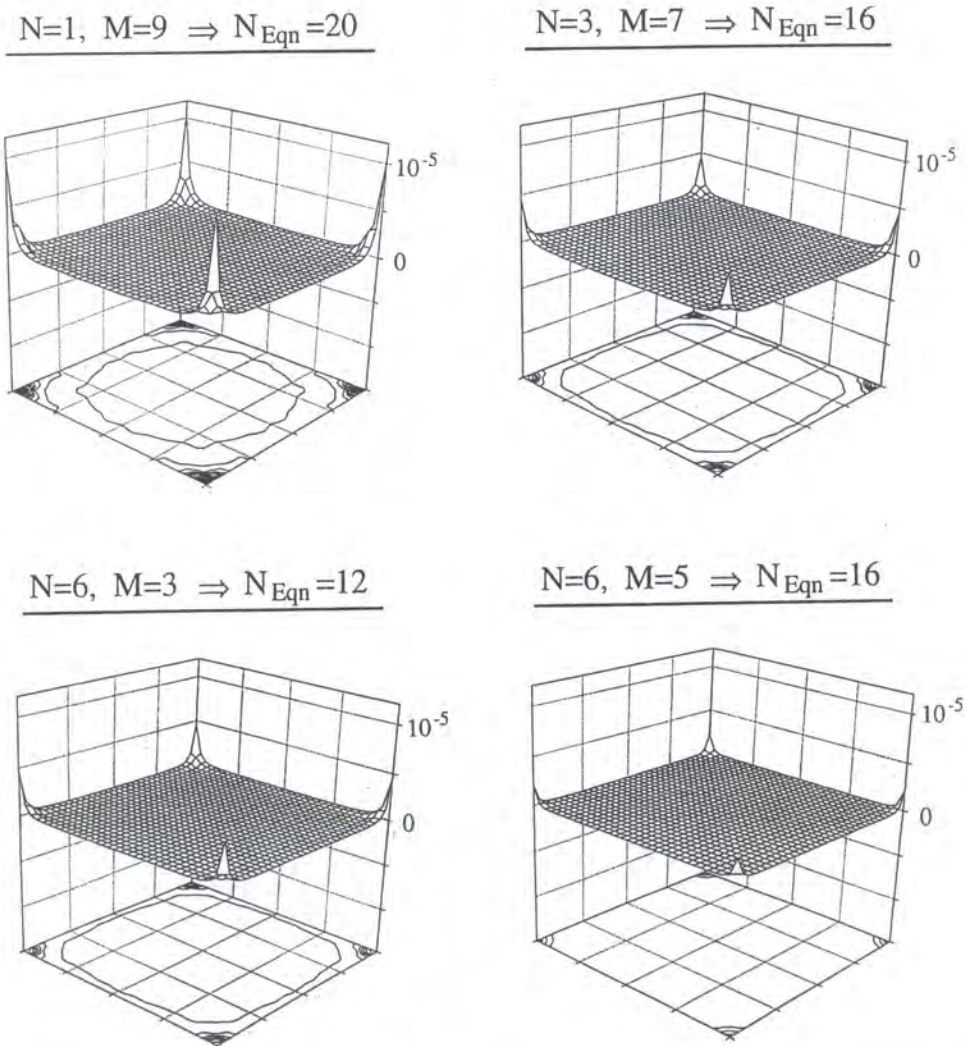 N=1, M=9 ⇒ N_Eqn=20
N=3, M=7 ⇒ N_Eqn=16
10^-5
0
10^-5
0
N=6, M=3 ⇒ N_Eqn=12
N=6, M=5 ⇒ N_Eqn=16
10^-5
0
10^-5
0